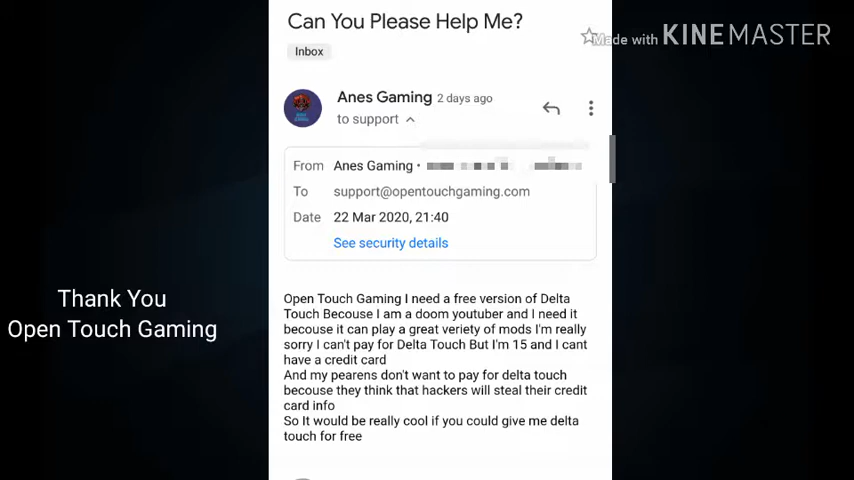 Can You Please Help Me?
Made with KINEMASTER
Inbox
Anes Gaming 2 days ago
to support
From Anes Gaming •
To support@opentouchgaming.com
Date 22 Mar 2020, 21:40
See security details
Thank You
Open Touch Gaming
Open Touch Gaming I need a free version of Delta
Touch Becouse I am a doom youtuber and I need it
becouse it can play a great veriety of mods I'm really
sorry I can't pay for Delta Touch But I'm 15 and I cant
have a credit card
And my pearens don't want to pay for delta touch
becouse they think that hackers will steal their credit
card info
So It would be really cool if you could give me delta
touch for free